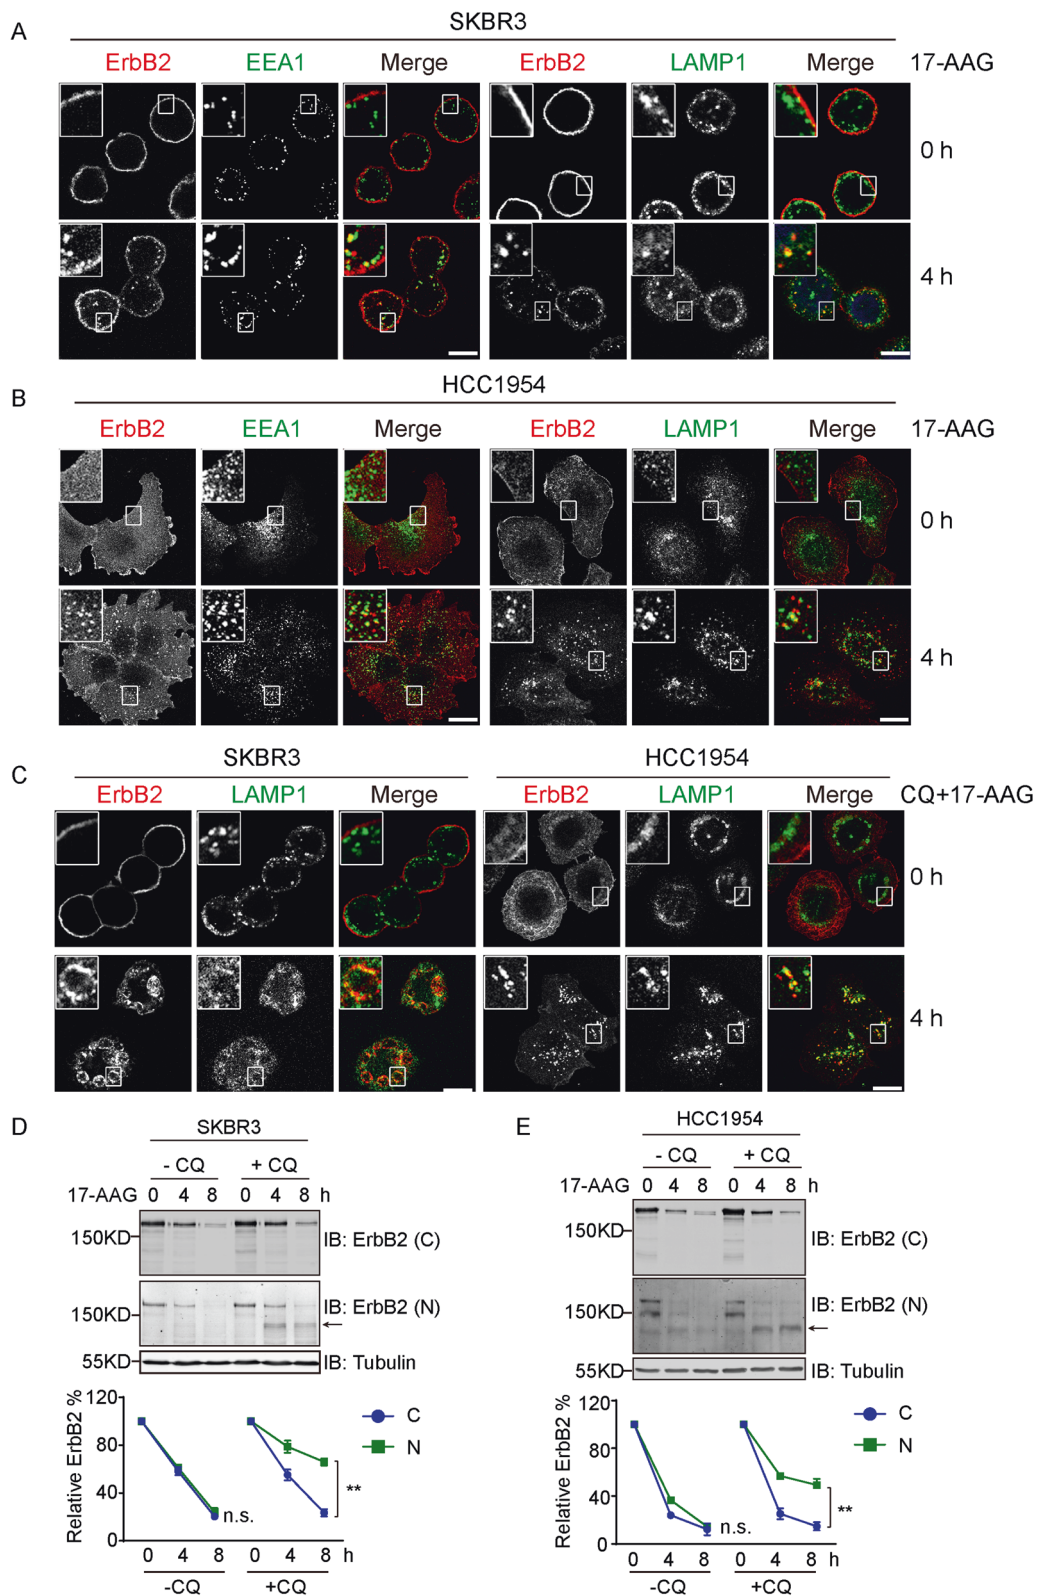 A
SKBR3
ErbB2 EEA1 Merge ErbB2 LAMP1 Merge 17-AAG
0 h
4 h
B
HCC1954
ErbB2 EEA1 Merge ErbB2 LAMP1 Merge 17-AAG
0 h
4 h
C
SKBR3 HCC1954
ErbB2 LAMP1 Merge ErbB2 LAMP1 Merge CQ+17-AAG
0 h
4 h
D
SKBR3
- CQ + CQ
17-AAG 0 4 8 0 4 8 h
150KD IB: ErbB2 (C)
150KD IB: ErbB2 (N)
55KD IB: Tubulin
Relative ErbB2 %
120
80
40
0
C
N
n.s.
**
0 4 8 0 4 8 h
-CQ +CQ
E
HCC1954
- CQ + CQ
17-AAG 0 4 8 0 4 8 h
150KD IB: ErbB2 (C)
150KD IB: ErbB2 (N)
55KD IB: Tubulin
Relative ErbB2 %
120
80
40
0
C
N
n.s.
**
0 4 8 0 4 8 h
-CQ +CQ